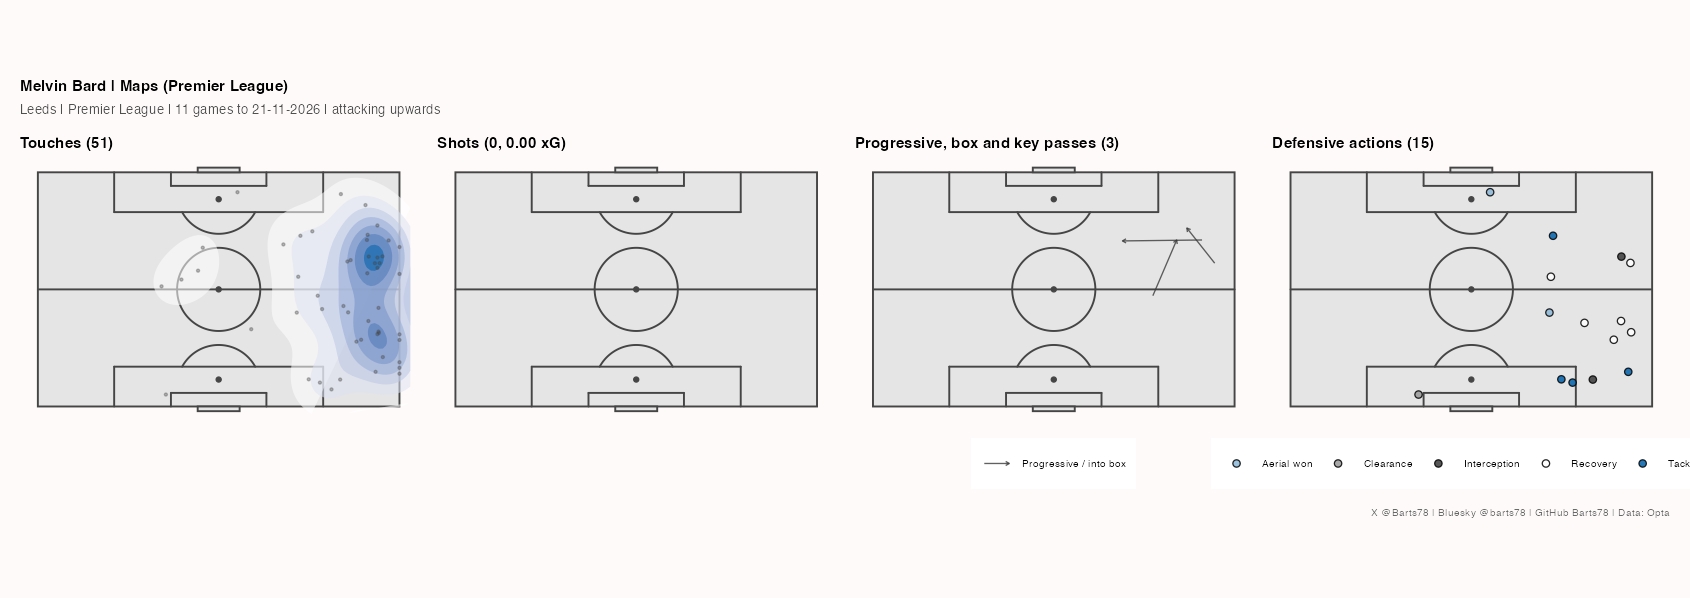 Melvin Bard | Maps (Premier League)
Leeds | Premier League | 11 games to 21-11-2026 | attacking upwards
Touches (51)
Shots (0, 0.00 xG)
Progressive, box and key passes (3)
Defensive actions (15)
Progressive / into box
Aerial won
Clearance
Interception
Recovery
Tack
X @Barts78 | Bluesky @barts78 | GitHub Barts78 | Data: Opta